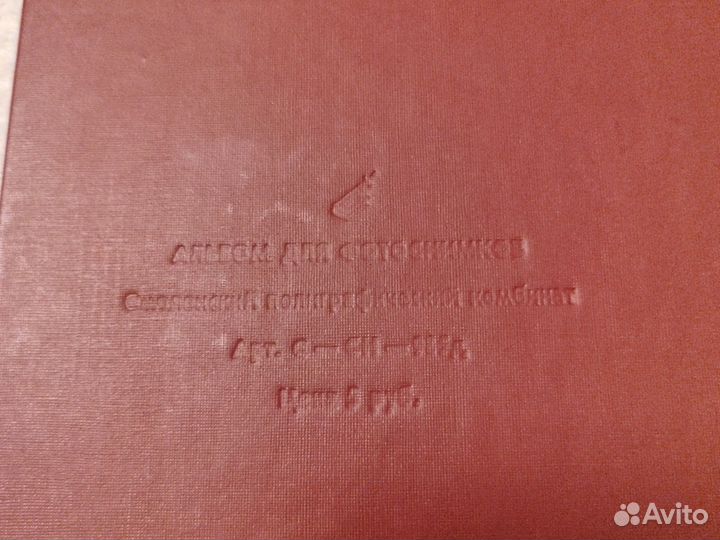 АЛЬБОМ ДЛЯ ФОТОСНИМКОВ
Смоленский полиграфический комбинат
Арт.
Цена 5 руб.
Avito